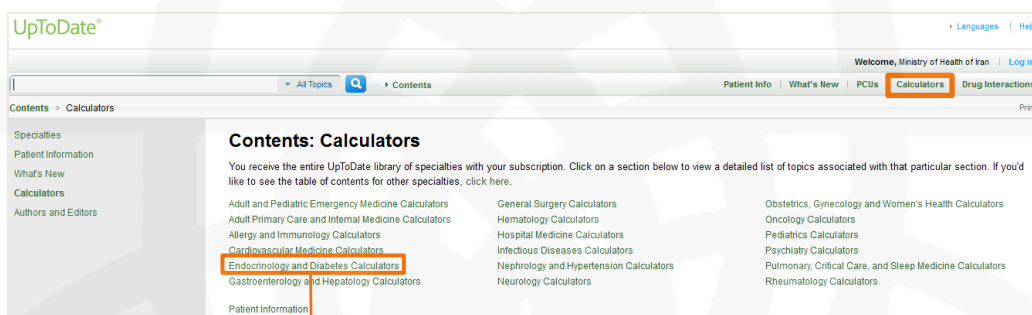 UpToDate®
Languages | Help
Welcome, Ministry of Health of Iran | Log in
All Topics Contents Patient Info | What's New | PCUs Calculators Drug Interactions
Contents » Calculators
Specialties
Patient Information
What's New
Calculators
Authors and Editors
Contents: Calculators
You receive the entire UpToDate library of specialties with your subscription. Click on a section below to view a detailed list of topics associated with that particular section. If you'd
like to see the table of contents for other specialties, click here.
Adult and Pediatric Emergency Medicine Calculators
Adult Primary Care and Internal Medicine Calculators
Allergy and Immunology Calculators
Cardiovascular Medicine Calculators
Endocrinology and Diabetes Calculators
Gastroenterology and Hepatology Calculators
General Surgery Calculators
Hematology Calculators
Hospital Medicine Calculators
Infectious Diseases Calculators
Nephrology and Hypertension Calculators
Neurology Calculators
Obstetrics, Gynecology and Women's Health Calculators
Oncology Calculators
Pediatrics Calculators
Psychiatry Calculators
Pulmonary, Critical Care, and Sleep Medicine Calculators
Rheumatology Calculators
Patient Information